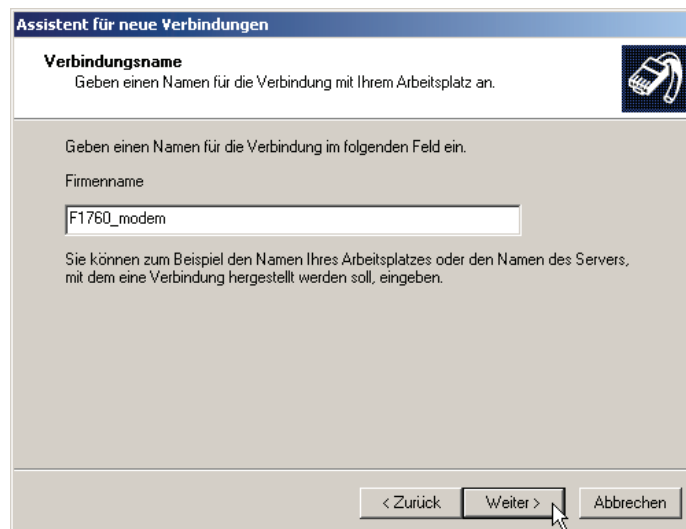 Assistent für neue Verbindungen
Verbindungsname
Geben einen Namen für die Verbindung mit Ihrem Arbeitsplatz an.
Geben einen Namen für die Verbindung im folgenden Feld ein.
Firmenname
F1760_modem
Sie können zum Beispiel den Namen Ihres Arbeitsplatzes oder den Namen des Servers,
mit dem eine Verbindung hergestellt werden soll, eingeben.
< Zurück Weiter > Abbrechen